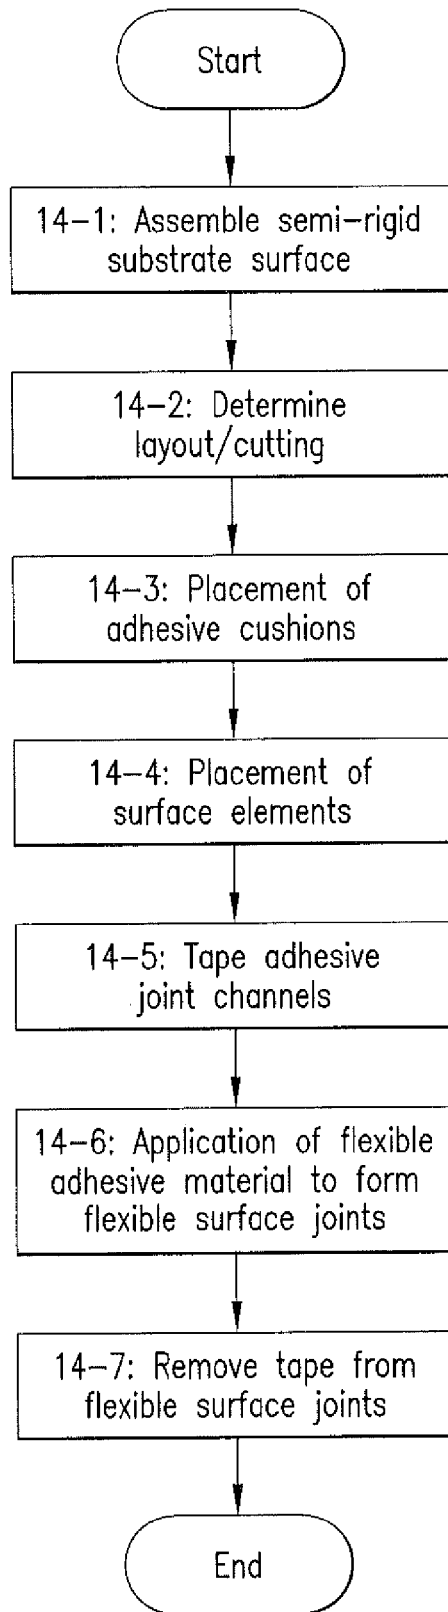 Start
14-1: Assemble semi-rigid
substrate surface
14-2: Determine
layout/cutting
14-3: Placement of
adhesive cushions
14-4: Placement of
surface elements
14-5: Tape adhesive
joint channels
14-6: Application of flexible
adhesive material to form
flexible surface joints
14-7: Remove tape from
flexible surface joints
End